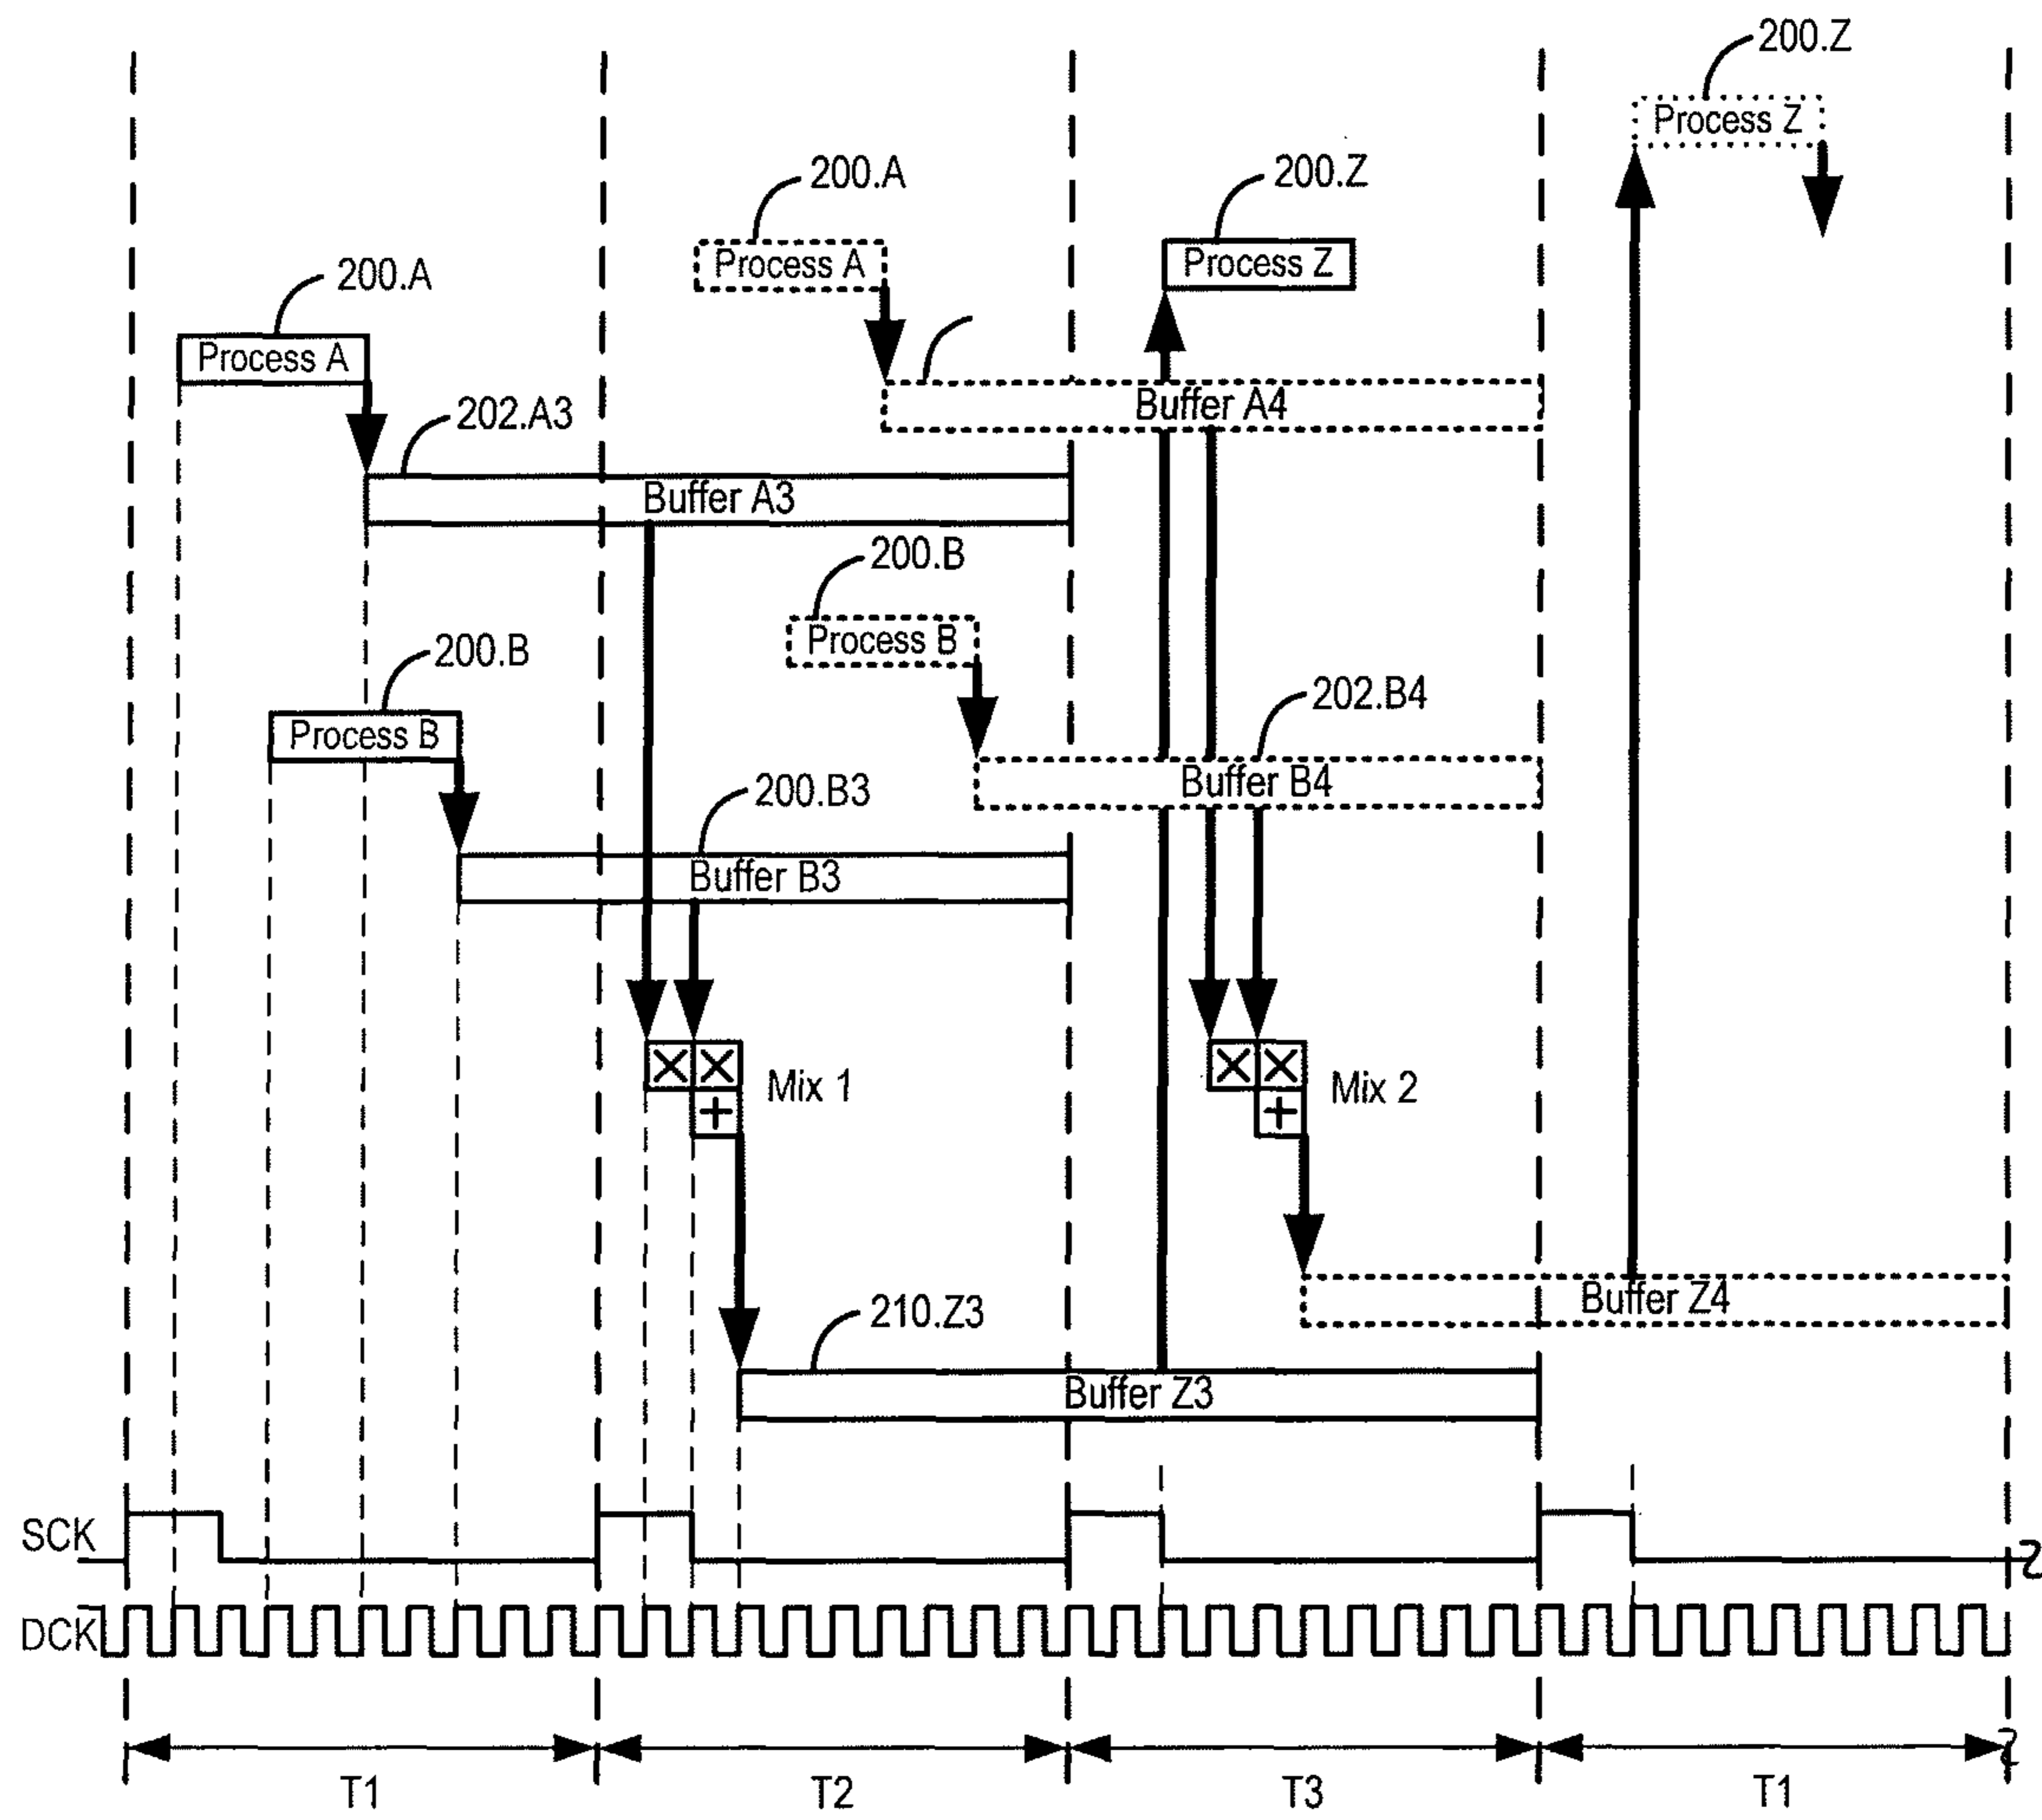 200.Z
Process Z
200.A
200.Z
Process A
Process Z
200.A
Process A
Buffer A4
202.A3
Buffer A3
200.B
Process B
200.B
202.B4
Process B
Buffer B4
200.B3
Buffer B3
Mix 1
Mix 2
210.Z3
Buffer Z4
Buffer Z3
SCK
DCK
T1
T2
T3
T1